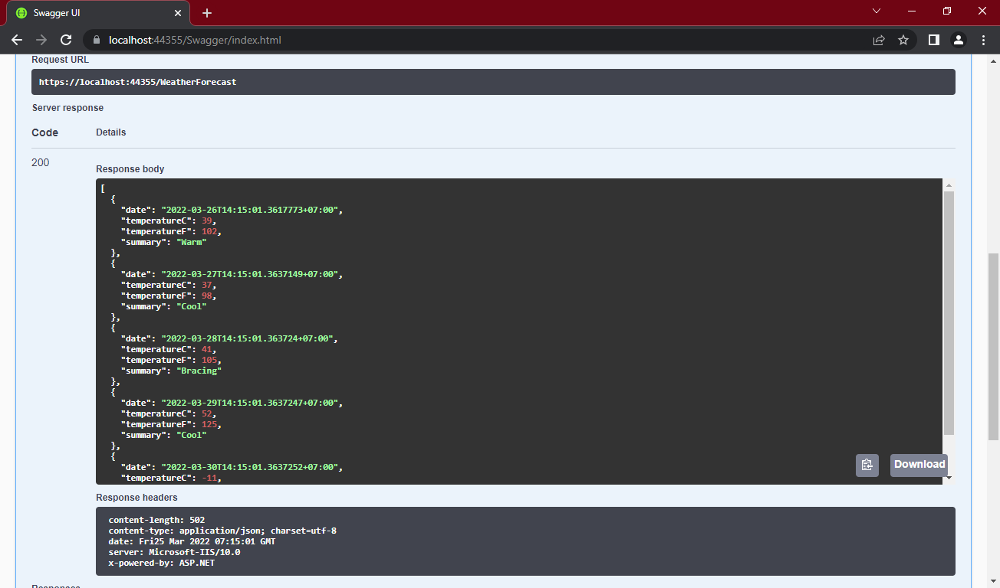 Swagger UI
localhost:44355/Swagger/index.html
Request URL
https://localhost:44355/WeatherForecast
Server response
Code Details
200
Response body
[
{
"date": "2022-03-26T14:15:01.3617773+07:00",
"temperatureC": 39,
"temperatureF": 102,
"summary": "Warm"
},
{
"date": "2022-03-27T14:15:01.3637149+07:00",
"temperatureC": 37,
"temperatureF": 98,
"summary": "Cool"
},
{
"date": "2022-03-28T14:15:01.363724+07:00",
"temperatureC": 41,
"temperatureF": 105,
"summary": "Bracing"
},
{
"date": "2022-03-29T14:15:01.3637247+07:00",
"temperatureC": 52,
"temperatureF": 125,
"summary": "Cool"
},
{
"date": "2022-03-30T14:15:01.3637252+07:00",
"temperatureC": -11,
Download
Response headers
content-length: 502
content-type: application/json; charset=utf-8
date: Fri25 Mar 2022 07:15:01 GMT
server: Microsoft-IIS/10.0
x-powered-by: ASP.NET
Responses